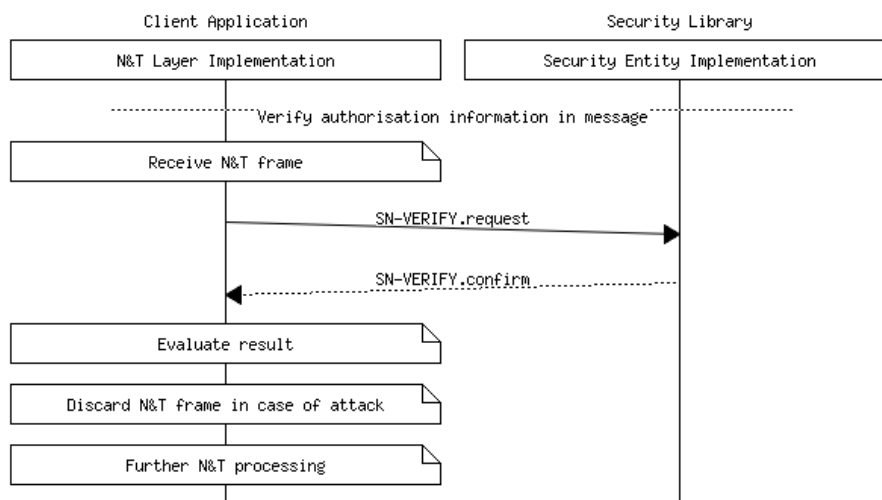 Client Application
Security Library
N&T Layer Implementation
Security Entity Implementation
Verify authorisation information in message
Receive N&T frame
SN-VERIFY.request
SN-VERIFY.confirm
Evaluate result
Discard N&T frame in case of attack
Further N&T processing